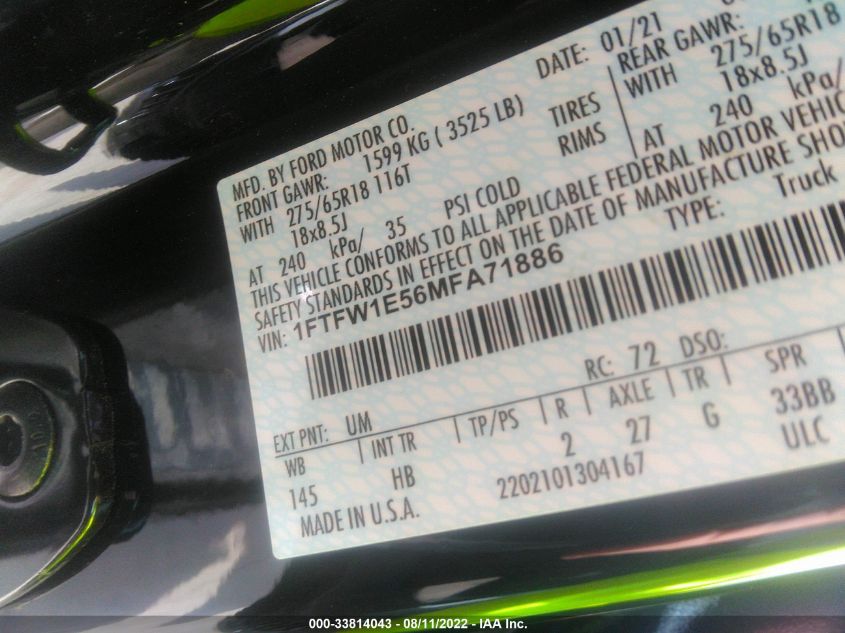 MFD. BY FORD MOTOR CO.
DATE: 01/21
FRONT GAWR: 1599 KG ( 3525 LB)
REAR GAWR:
WITH 275/65R18 116T TIRES
WITH 275/65R18
18x8.5J RIMS
18x8.5J
AT 240 kPa/ 35 PSI COLD
AT 240 kPa/
THIS VEHICLE CONFORMS TO ALL APPLICABLE FEDERAL MOTOR VEHIC
SAFETY STANDARDS IN EFFECT ON THE DATE OF MANUFACTURE SHO
VIN: 1FTFW1E56MFA71886
TYPE: Truck
EXT PNT: UM RC: 72 DSO:
WB INT TR TP/PS R AXLE TR SPR
145 HB 2 27 G 33BB
MADE IN U.S.A. 2202101304167 ULC
000-33814043 - 08/11/2022 - IAA Inc.